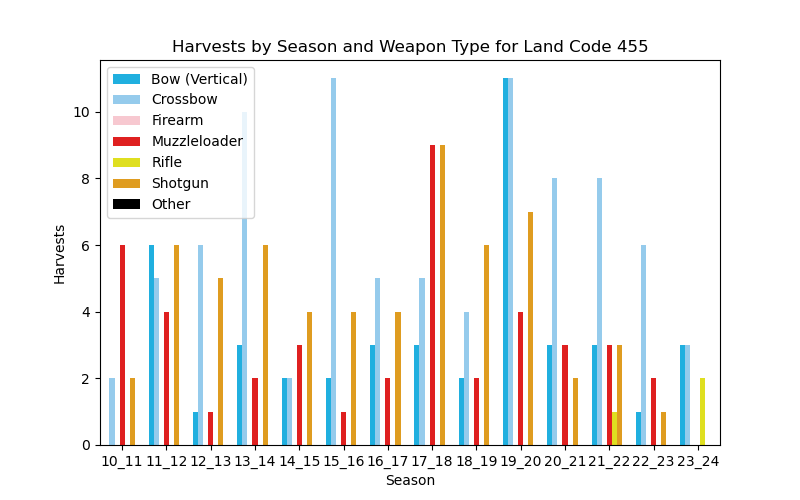 Harvests by Season and Weapon Type for Land Code 455
Bow (Vertical)
Crossbow
Firearm
Muzzleloader
Rifle
Shotgun
Other
10
8
6
4
2
0
Harvests
10_11 11_12 12_13 13_14 14_15 15_16 16_17 17_18 18_19 19_20 20_21 21_22 22_23 23_24
Season